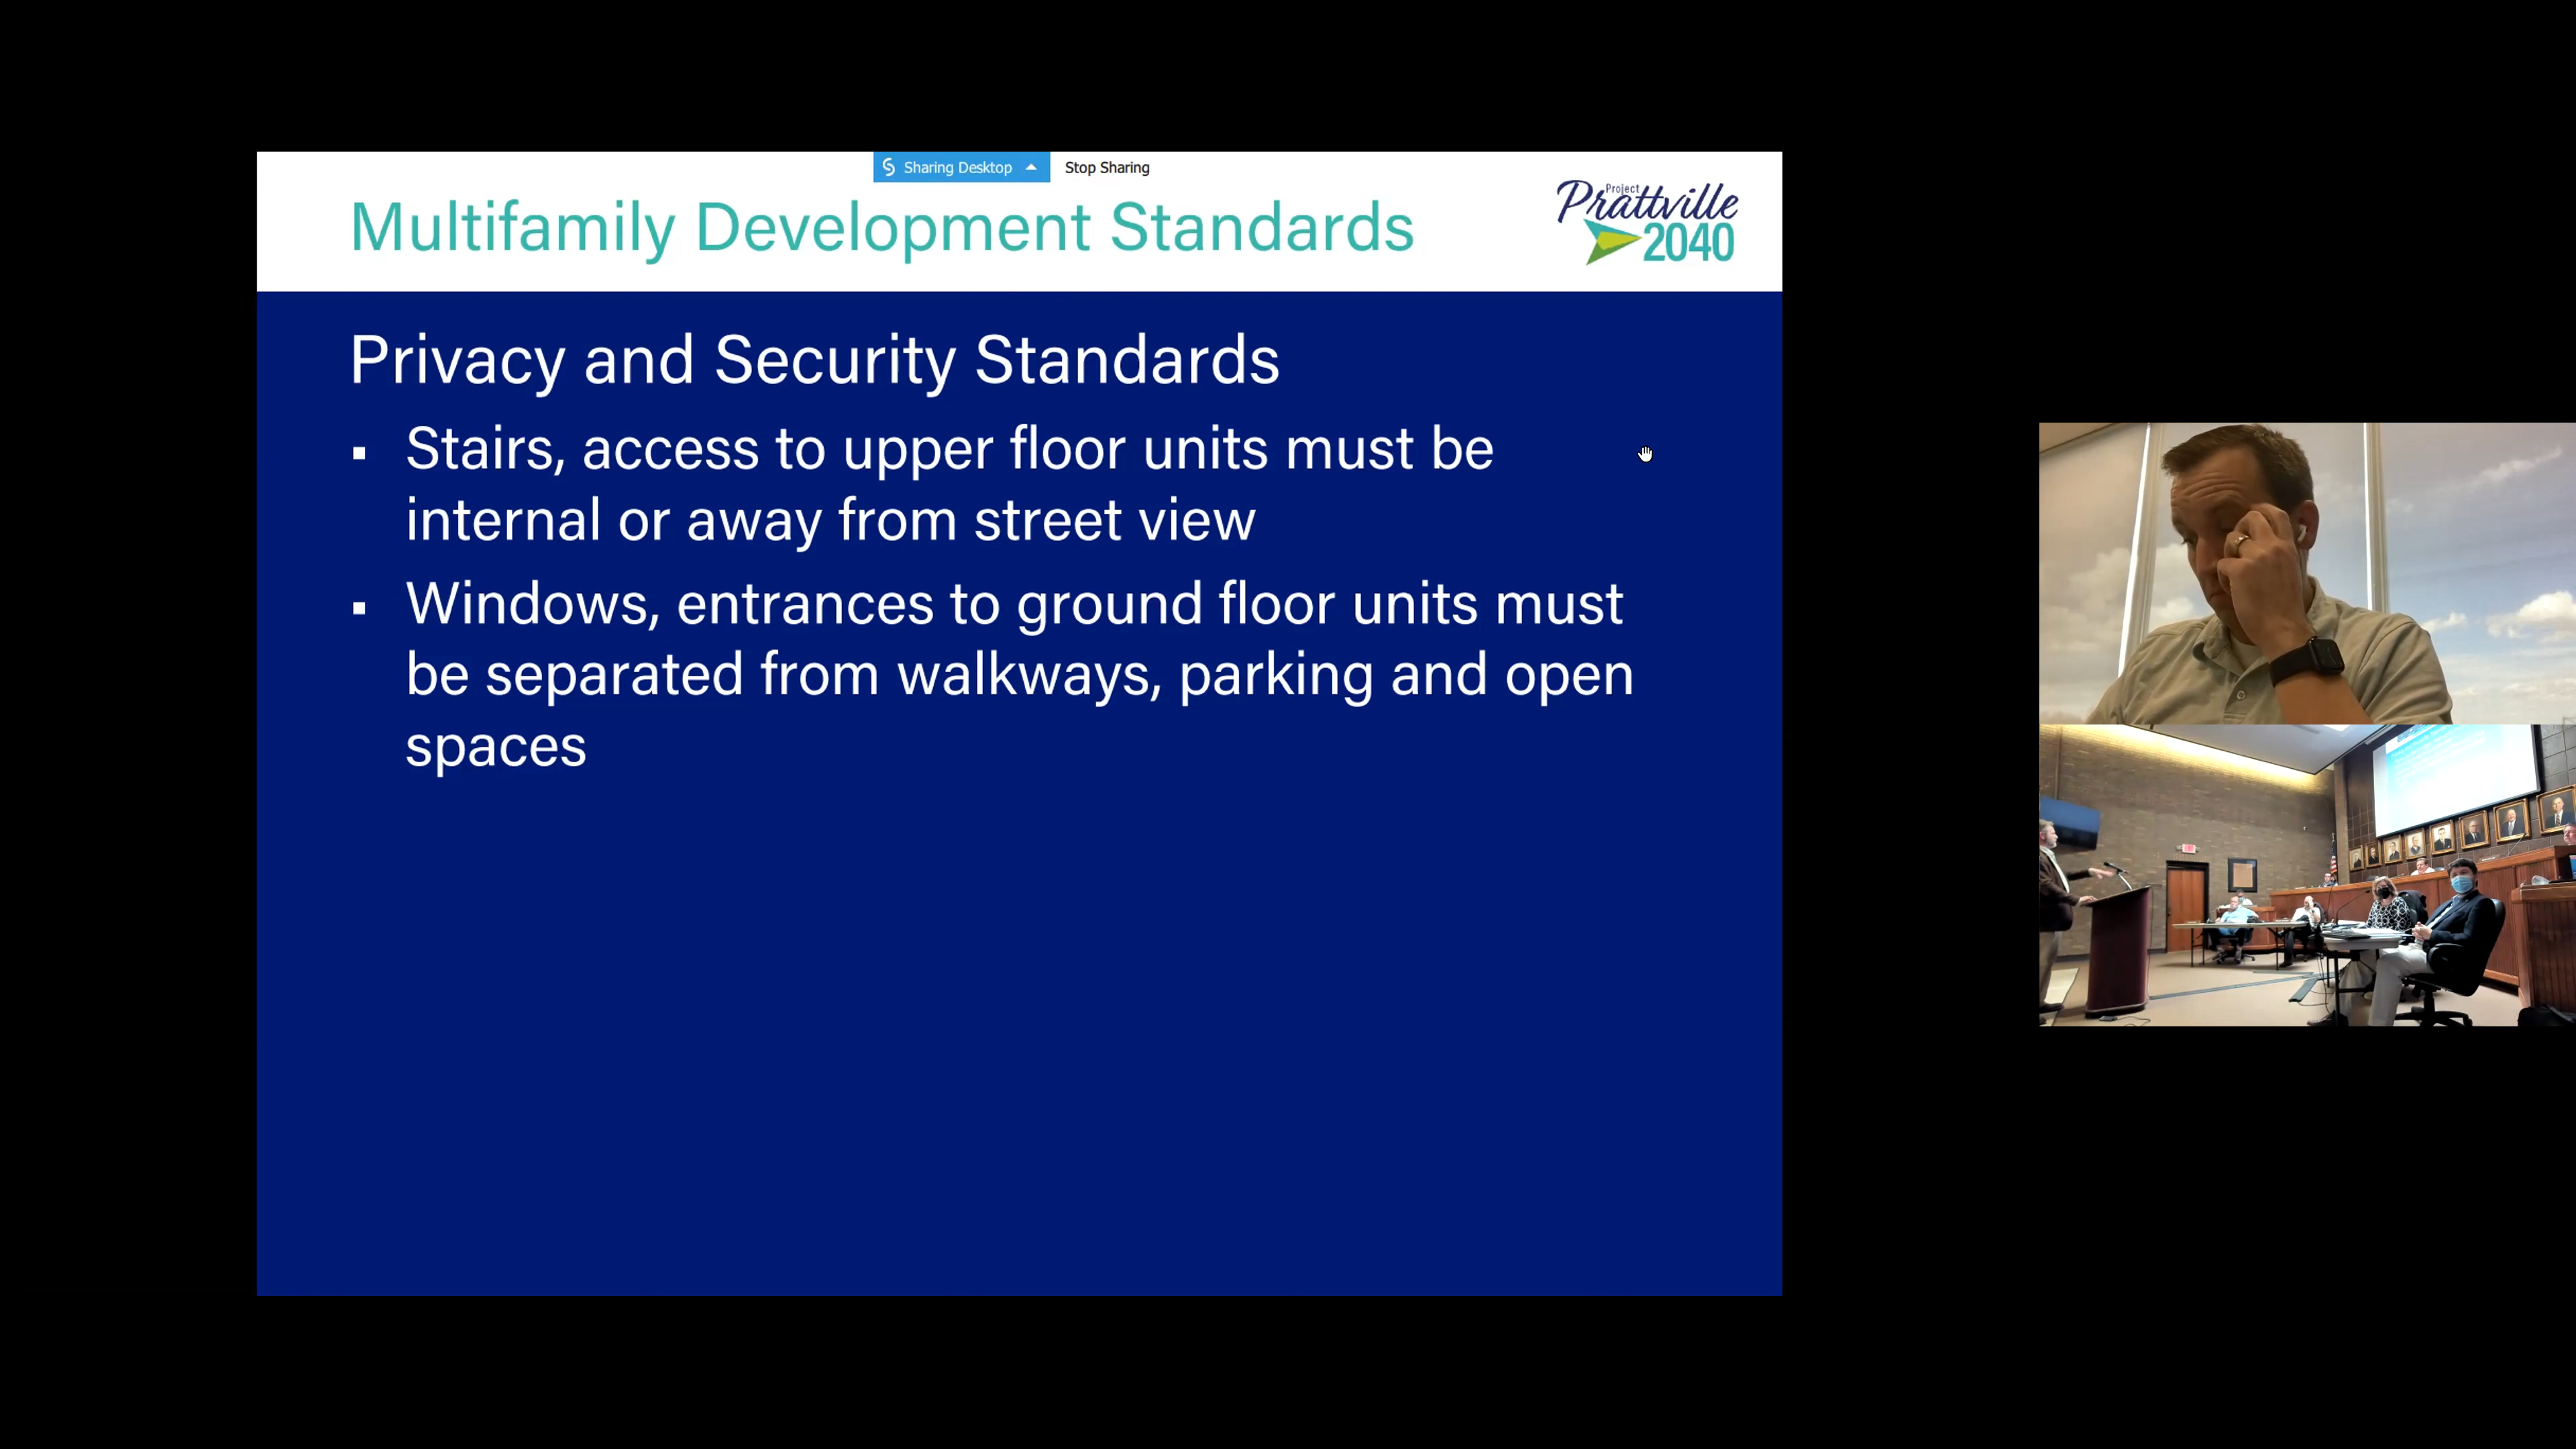 Sharing Desktop Stop Sharing
Multifamily Development Standards
Project
Prattville
2040
Privacy and Security Standards
▪ Stairs, access to upper floor units must be
internal or away from street view
▪ Windows, entrances to ground floor units must
be separated from walkways, parking and open
spaces